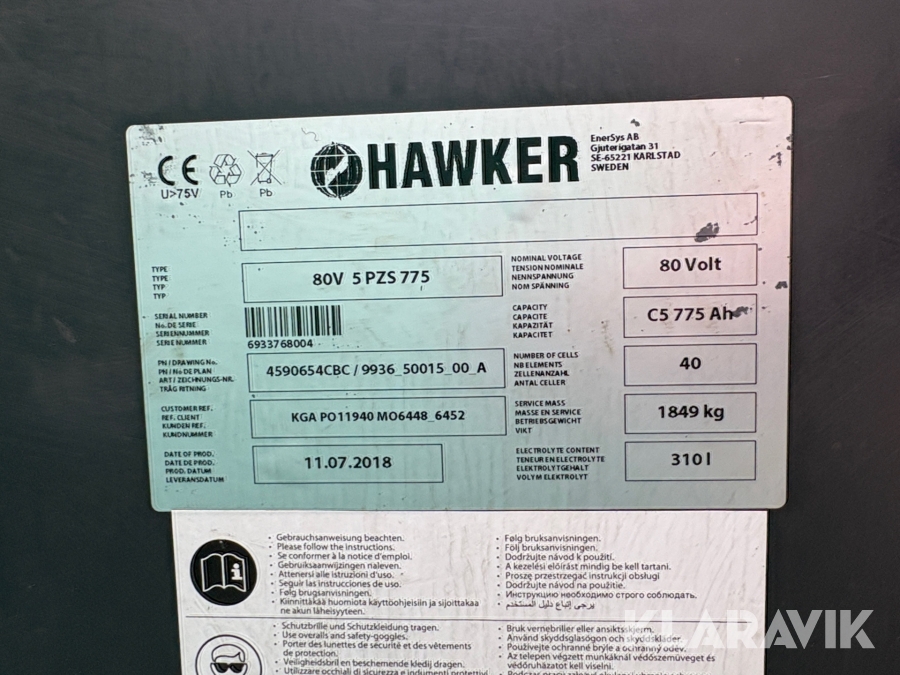 CE
U>75V
Pb
Pb
HAWKER
EnerSys AB
Gjuterigatan 31
SE-65221 KARLSTAD
SWEDEN
TYPE
TYPE
TYP
TYP
80V 5 PZS 775
SERIAL NUMBER
No. DE SERIE
SERIENNUMMER
SERIE NUMMER
6933768004
PN / DRAWING No.
PN / No DE PLAN
ART / ZEICHNUNGS-NR.
TRÅG RITNING
4590654CBC / 9936_50015_00_A
CUSTOMER REF.
REF. CLIENT
KUNDEN REF.
KUNDNUMMER
KGA PO11940 MO6448_6452
DATE OF PROD.
DATE DE PROD.
PROD. DATUM
LEVERANSDATUM
11.07.2018
NOMINAL VOLTAGE
TENSION NOMINALE
NENNSPANNUNG
NOM SPÄNNING
80 Volt
CAPACITY
CAPACITE
KAPAZITÄT
KAPACITET
C5 775 Ah
NUMBER OF CELLS
NB ELEMENTS
ZELLENANZAHL
ANTAL CELLER
40
SERVICE MASS
MASSE EN SERVICE
BETRIEBSGEWICHT
VIKT
1849 kg
ELECTROLYTE CONTENT
TENEUR EN ELECTROLYTE
ELEKTROLYTGEHALT
VOLYM ELEKTROLYT
310 l
• Gebrauchsanweisung beachten.
• Please follow the instructions.
• Se conformer à la notice d'emploi.
• Gebruiksaanwijzingen naleven.
• Attenersi alle istruzioni d'uso.
• Seguir las instrucciones de uso.
• Følg brugsanvisningen.
• Kiinnittäkää huomiota käyttöohjeisiin ja sijoittakaa
ne akun läheisyyteen.
• Følg bruksanvisningen.
• Följ bruksanvisningen.
• Dodržujte návod k použití.
• A kezelési előírást mindig be kell tartani.
• Proszę przestrzegać instrukcji obsługi
• Dodržujte návod na použitie.
• Инструкцию необходимо строго соблюдать.
• يرجى إتباع دليل المستخدم
• Schutzbrille und Schutzkleidung tragen.
• Use overalls and safety-goggles.
• Porter des lunettes de sécurité et des vêtements
de protection.
• Veiligheidsbril en beschermende kledij dragen.
• Utilizzare occhiali di sicurezza e indumenti protettivi
• Bruk vernebriller eller ansiktsskjerm.
• Använd skyddsglasögon och skyddskläder.
• Používejte ochranné brýle a ochranný oděv.
• Az telepen végzett munkáknál védőszemüveget és
védőruházatot kell viselni.
KLARAVIK